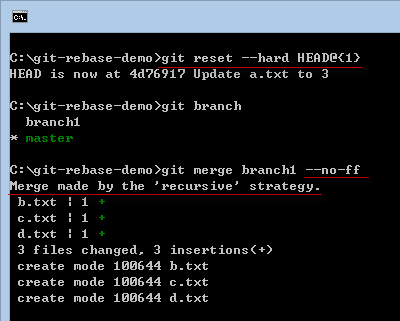 C:\.
C:\git-rebase-demo>git reset --hard HEAD@{1}
HEAD is now at 4d76917 Update a.txt to 3
C:\git-rebase-demo>git branch
  branch1
* master
C:\git-rebase-demo>git merge branch1 --no-ff
Merge made by the 'recursive' strategy.
 b.txt | 1 +
 c.txt | 1 +
 d.txt | 1 +
 3 files changed, 3 insertions(+)
 create mode 100644 b.txt
 create mode 100644 c.txt
 create mode 100644 d.txt